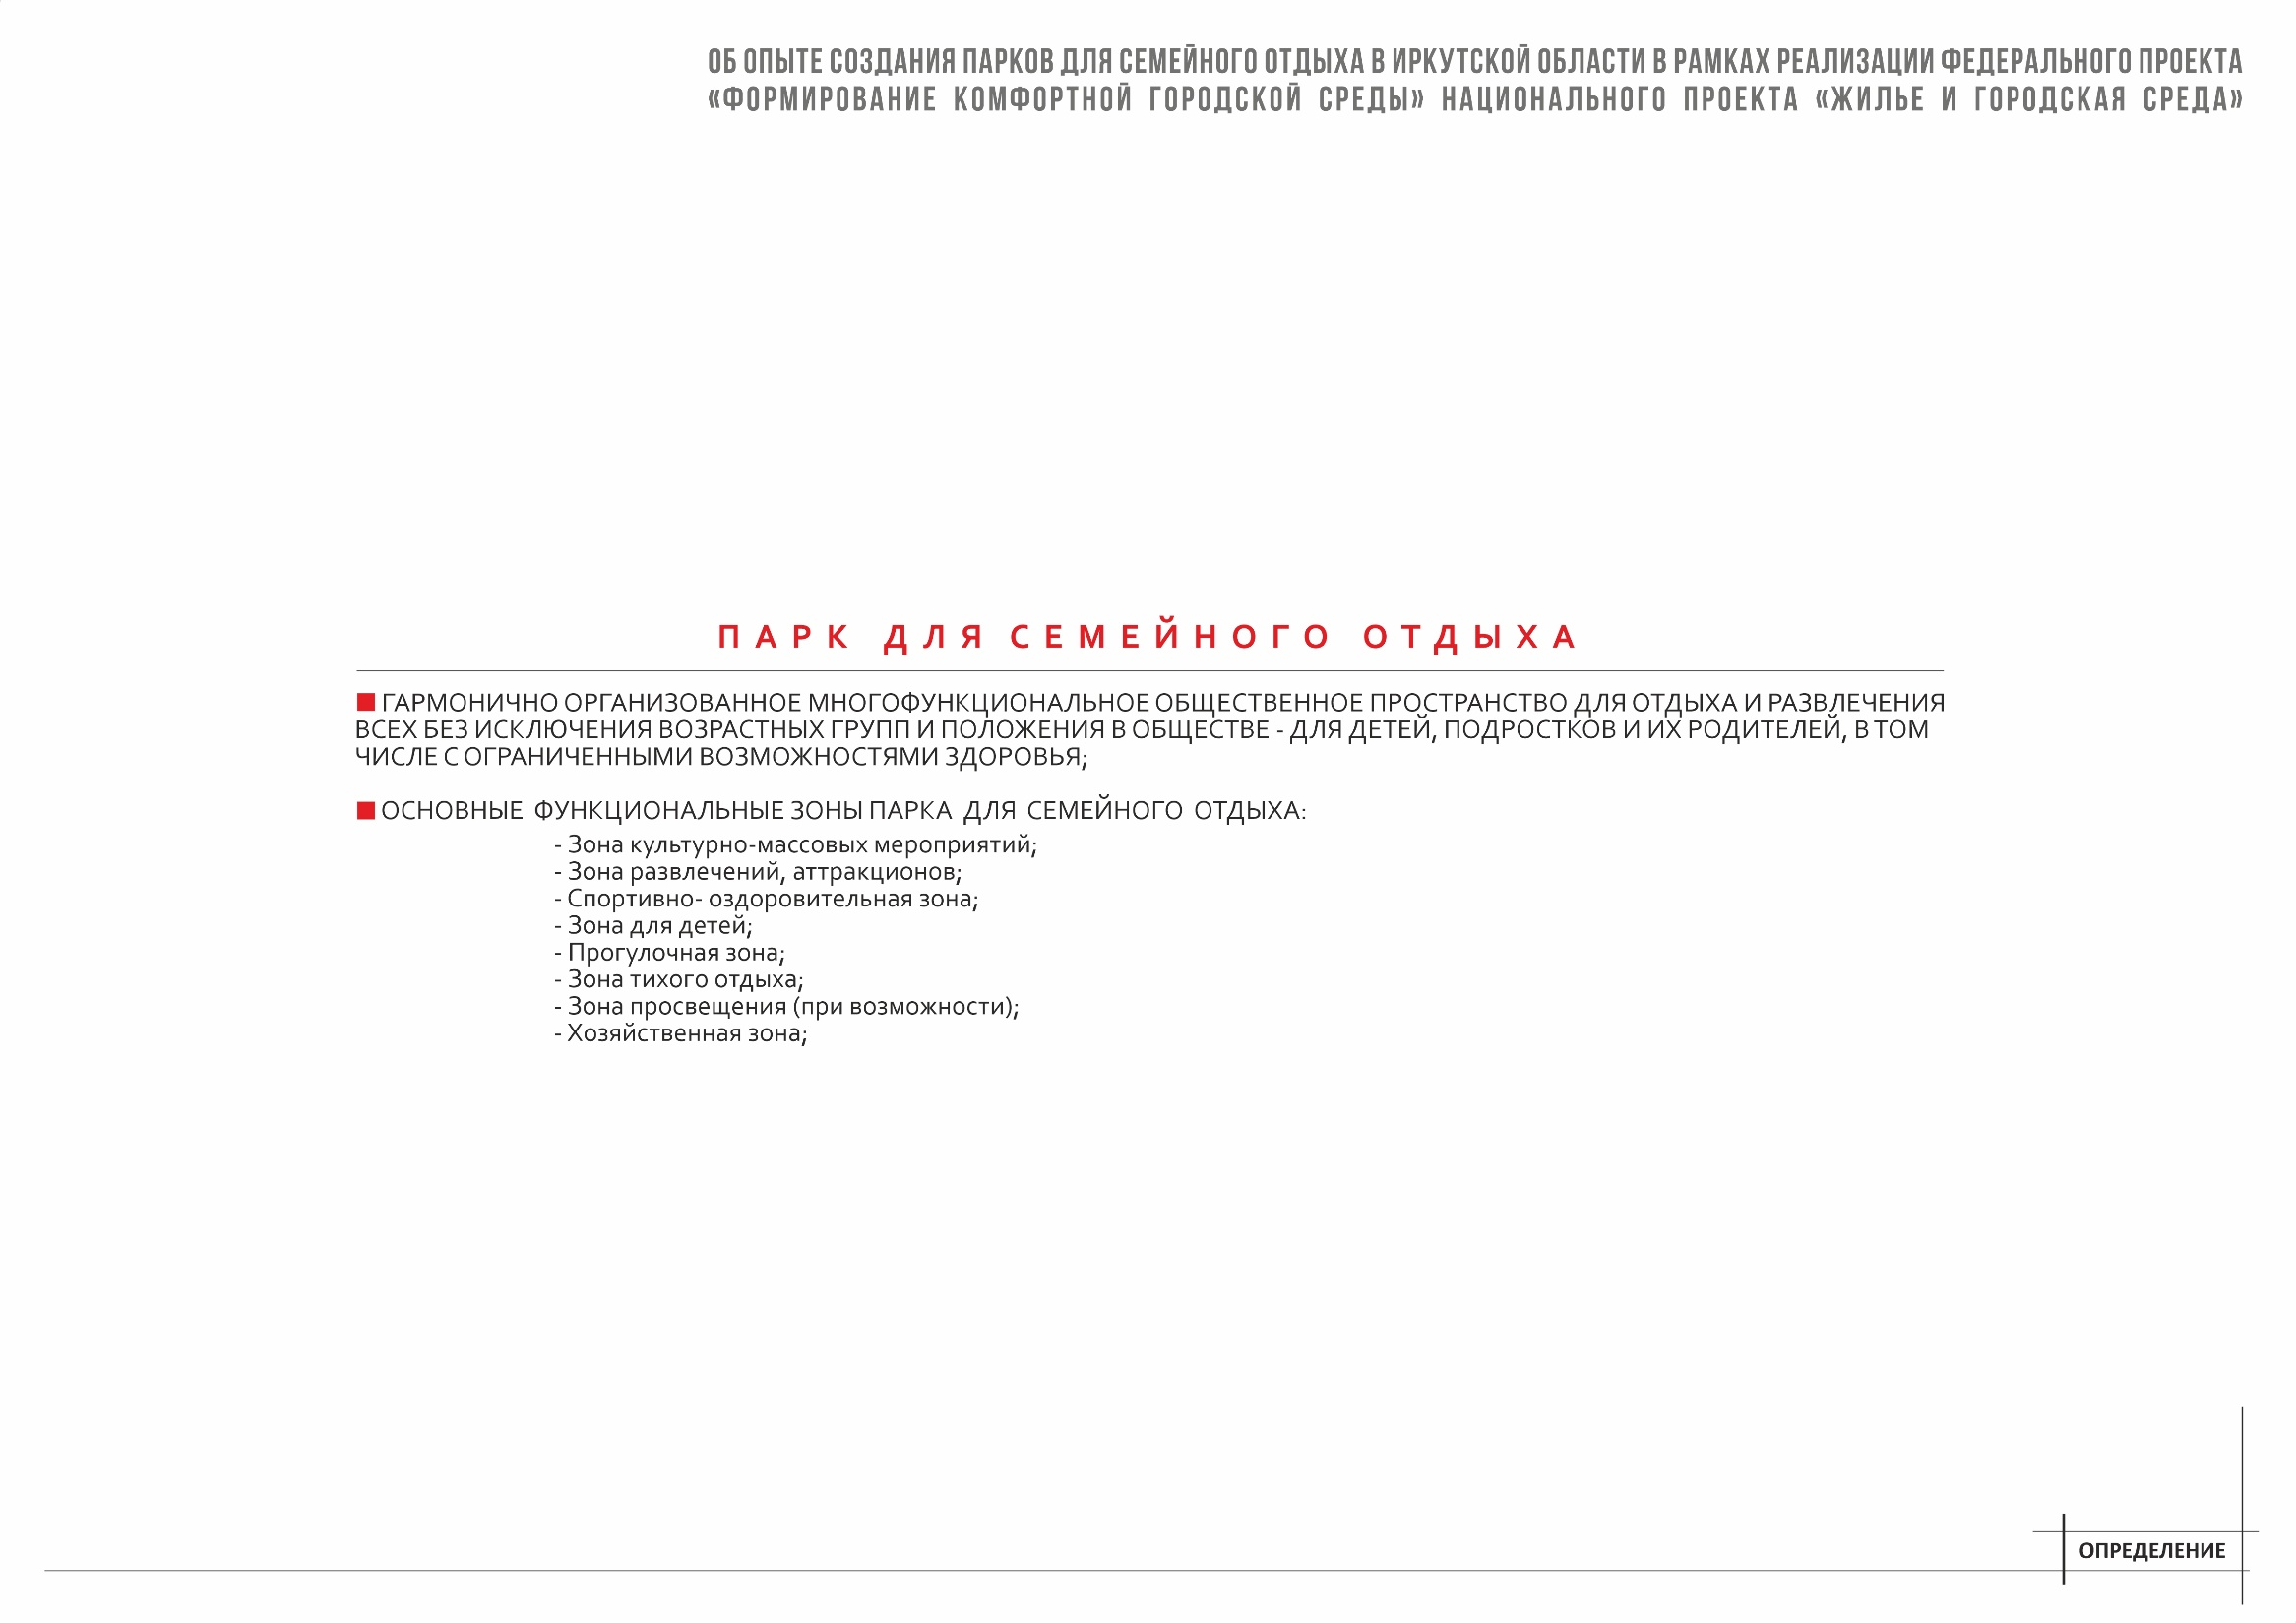 ОБ ОПЫТЕ СОЗДАНИЯ ПАРКОВ ДЛЯ СЕМЕЙНОГО ОТДЫХА В ИРКУТСКОЙ ОБЛАСТИ В РАМКАХ РЕАЛИЗАЦИИ ФЕДЕРАЛЬНОГО ПРОЕКТА
«ФОРМИРОВАНИЕ КОМФОРТНОЙ ГОРОДСКОЙ СРЕДЫ» НАЦИОНАЛЬНОГО ПРОЕКТА «ЖИЛЬЕ И ГОРОДСКАЯ СРЕДА»
ПАРК ДЛЯ СЕМЕЙНОГО ОТДЫХА
ГАРМОНИЧНО ОРГАНИЗОВАННОЕ МНОГОФУНКЦИОНАЛЬНОЕ ОБЩЕСТВЕННОЕ ПРОСТРАНСТВО ДЛЯ ОТДЫХА И РАЗВЛЕЧЕНИЯ
ВСЕХ БЕЗ ИСКЛЮЧЕНИЯ ВОЗРАСТНЫХ ГРУПП И ПОЛОЖЕНИЯ В ОБЩЕСТВЕ - ДЛЯ ДЕТЕЙ, ПОДРОСТКОВ И ИХ РОДИТЕЛЕЙ, В ТОМ
ЧИСЛЕ С ОГРАНИЧЕННЫМИ ВОЗМОЖНОСТЯМИ ЗДОРОВЬЯ;
ОСНОВНЫЕ ФУНКЦИОНАЛЬНЫЕ ЗОНЫ ПАРКА ДЛЯ СЕМЕЙНОГО ОТДЫХА:
- Зона культурно-массовых мероприятий;
- Зона развлечений, аттракционов;
- Спортивно- оздоровительная зона;
- Зона для детей;
- Прогулочная зона;
- Зона тихого отдыха;
- Зона просвещения (при возможности);
- Хозяйственная зона;
ОПРЕДЕЛЕНИЕ